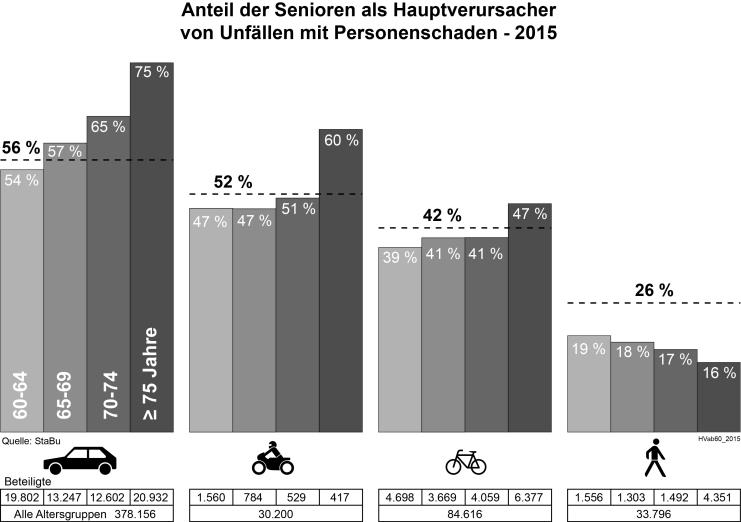 Anteil der Senioren als Hauptverursacher
von Unfällen mit Personenschaden - 2015
56 %
54 %
57 %
65 %
75 %
60-64
65-69
70-74
≥ 75 Jahre
52 %
47 %
47 %
51 %
60 %
42 %
39 %
41 %
41 %
47 %
26 %
19 %
18 %
17 %
16 %
Quelle: StaBu
HVab60_2015
Beteiligte
19.802 13.247 12.602 20.932
1.560 784 529 417
4.698 3.669 4.059 6.377
1.556 1.303 1.492 4.351
Alle Altersgruppen 378.156
30.200
84.616
33.796